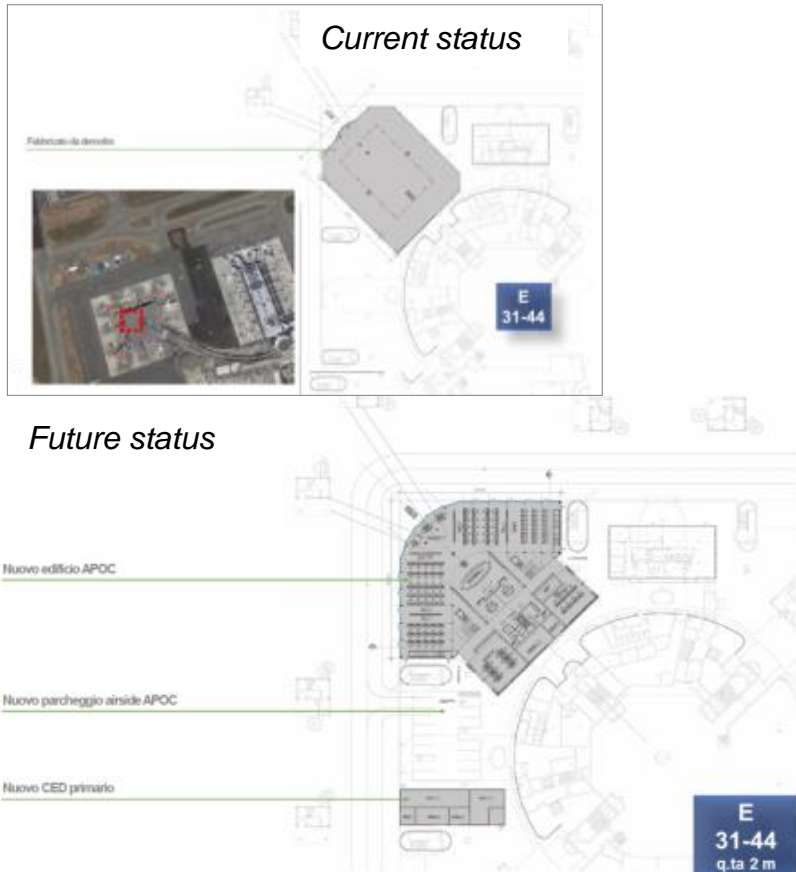 Current status
Fabbricato da demolire
E
31-44
Future status
Nuovo edificio APOC
Nuovo parcheggio airside APOC
Nuovo CED primario
E
31-44
q.ta 2 m